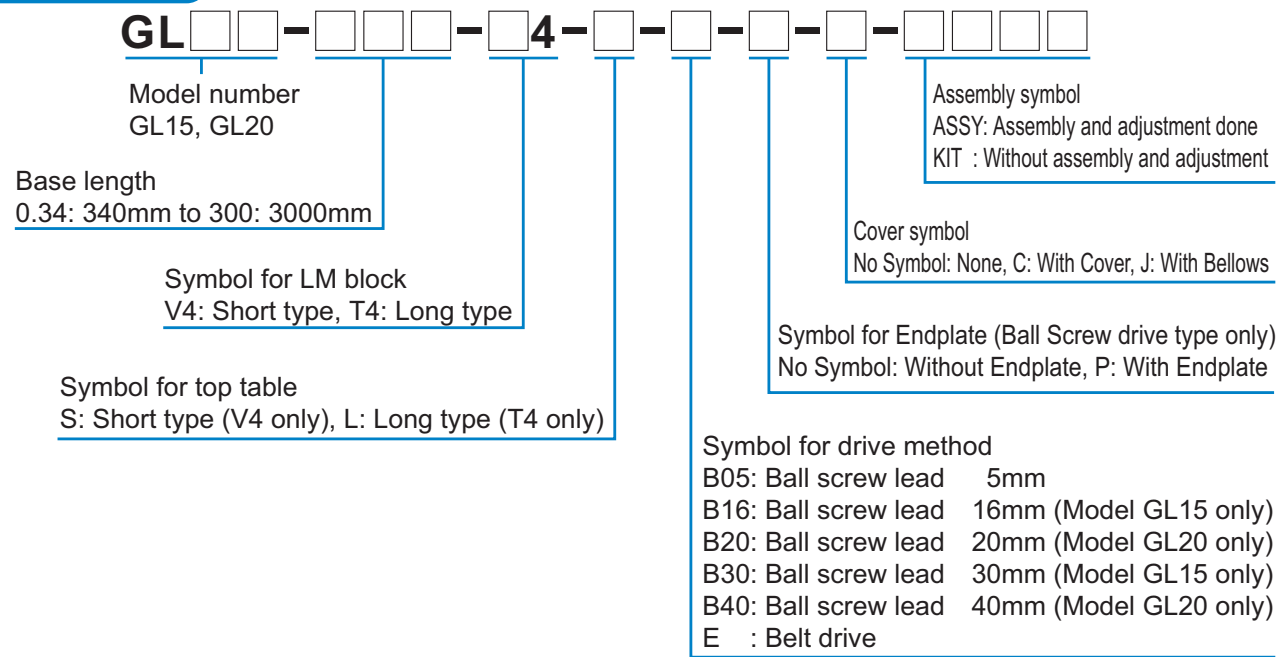 GL□□-□□□-□4-□-□-□-□-□□□□
Model number
GL15, GL20
Base length
0.34: 340mm to 300: 3000mm
Symbol for LM block
V4: Short type, T4: Long type
Symbol for top table
S: Short type (V4 only), L: Long type (T4 only)
Assembly symbol
ASSY: Assembly and adjustment done
KIT : Without assembly and adjustment
Cover symbol
No Symbol: None, C: With Cover, J: With Bellows
Symbol for Endplate (Ball Screw drive type only)
No Symbol: Without Endplate, P: With Endplate
Symbol for drive method
B05: Ball screw lead 5mm
B16: Ball screw lead 16mm (Model GL15 only)
B20: Ball screw lead 20mm (Model GL20 only)
B30: Ball screw lead 30mm (Model GL15 only)
B40: Ball screw lead 40mm (Model GL20 only)
E : Belt drive